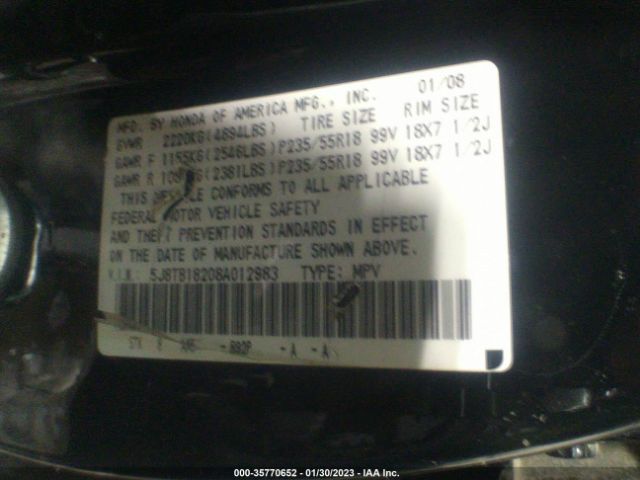 MFD. BY HONDA OF AMERICA MFG., INC. 01/08
GVWR 2220KG(4894LBS) TIRE SIZE RIM SIZE
GAWR F 1155KG(2546LBS)P235/55R18 99V 18X7 1/2J
GAWR R (2381LBS)P235/55R18 99V 18X7 1/2J
THIS VEHICLE CONFORMS TO ALL APPLICABLE
FEDERAL MOTOR VEHICLE SAFETY
AND THEFT PREVENTION STANDARDS IN EFFECT
ON THE DATE OF MANUFACTURE SHOWN ABOVE.
V.I.N.: 5J8TB18208A012983 TYPE: MPV
STK -A -A
000-35770652 - 01/30/2023 - IAA Inc.